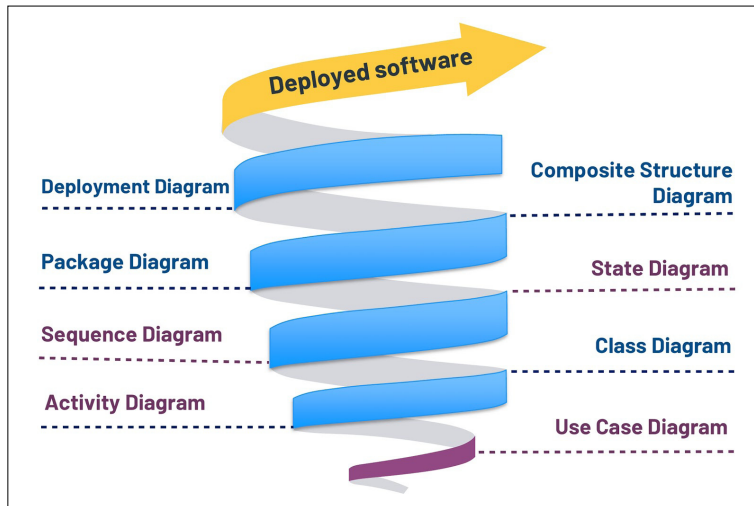 Deployed software
Deployment Diagram
Composite Structure
Diagram
Package Diagram
State Diagram
Sequence Diagram
Class Diagram
Activity Diagram
Use Case Diagram